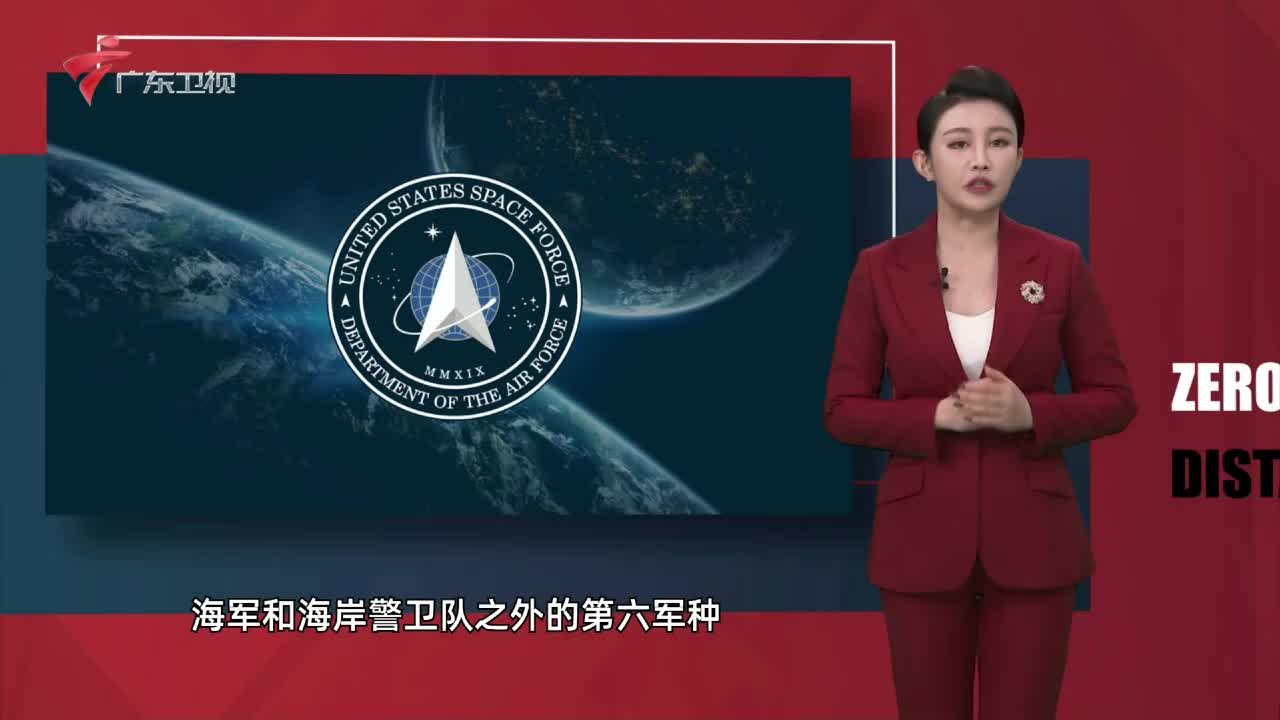 广东卫视
UNITED STATES SPACE FORCE
MMXIX
DEPARTMENT OF THE AIR FORCE
ZERO
DIST
海军和海岸警卫队之外的第六军种